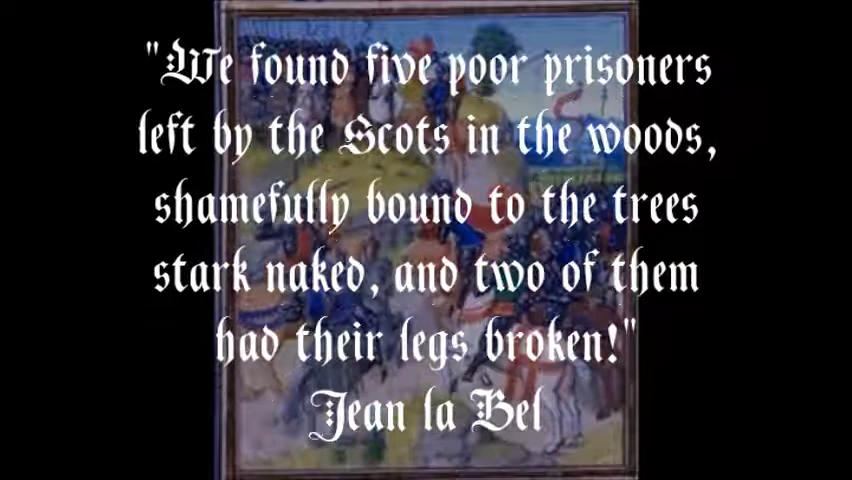 "We found five poor prisoners
left by the Scots in the woods,
shamefully bound to the trees
stark naked, and two of them
had their legs broken!"
Jean la Bel